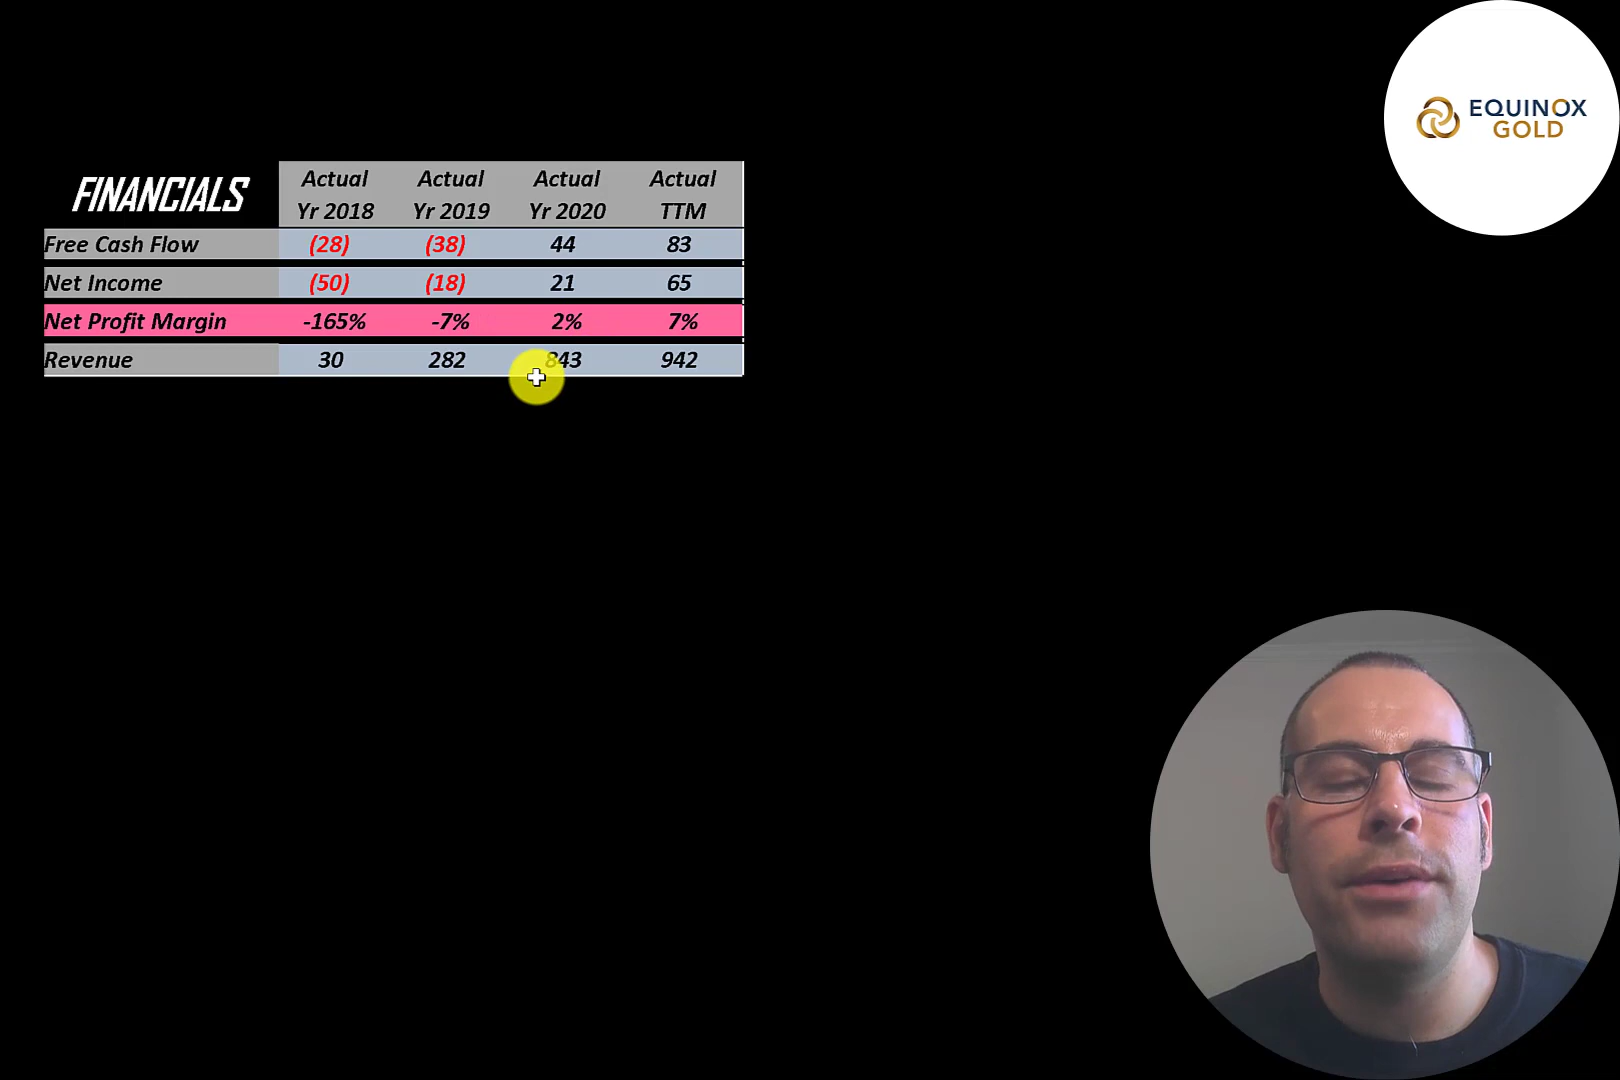 EQUINOX
GOLD
FINANCIALS Actual Yr 2018 Actual Yr 2019 Actual Yr 2020 Actual TTM
Free Cash Flow (28) (38) 44 83
Net Income (50) (18) 21 65
Net Profit Margin -165% -7% 2% 7%
Revenue 30 282 843 942